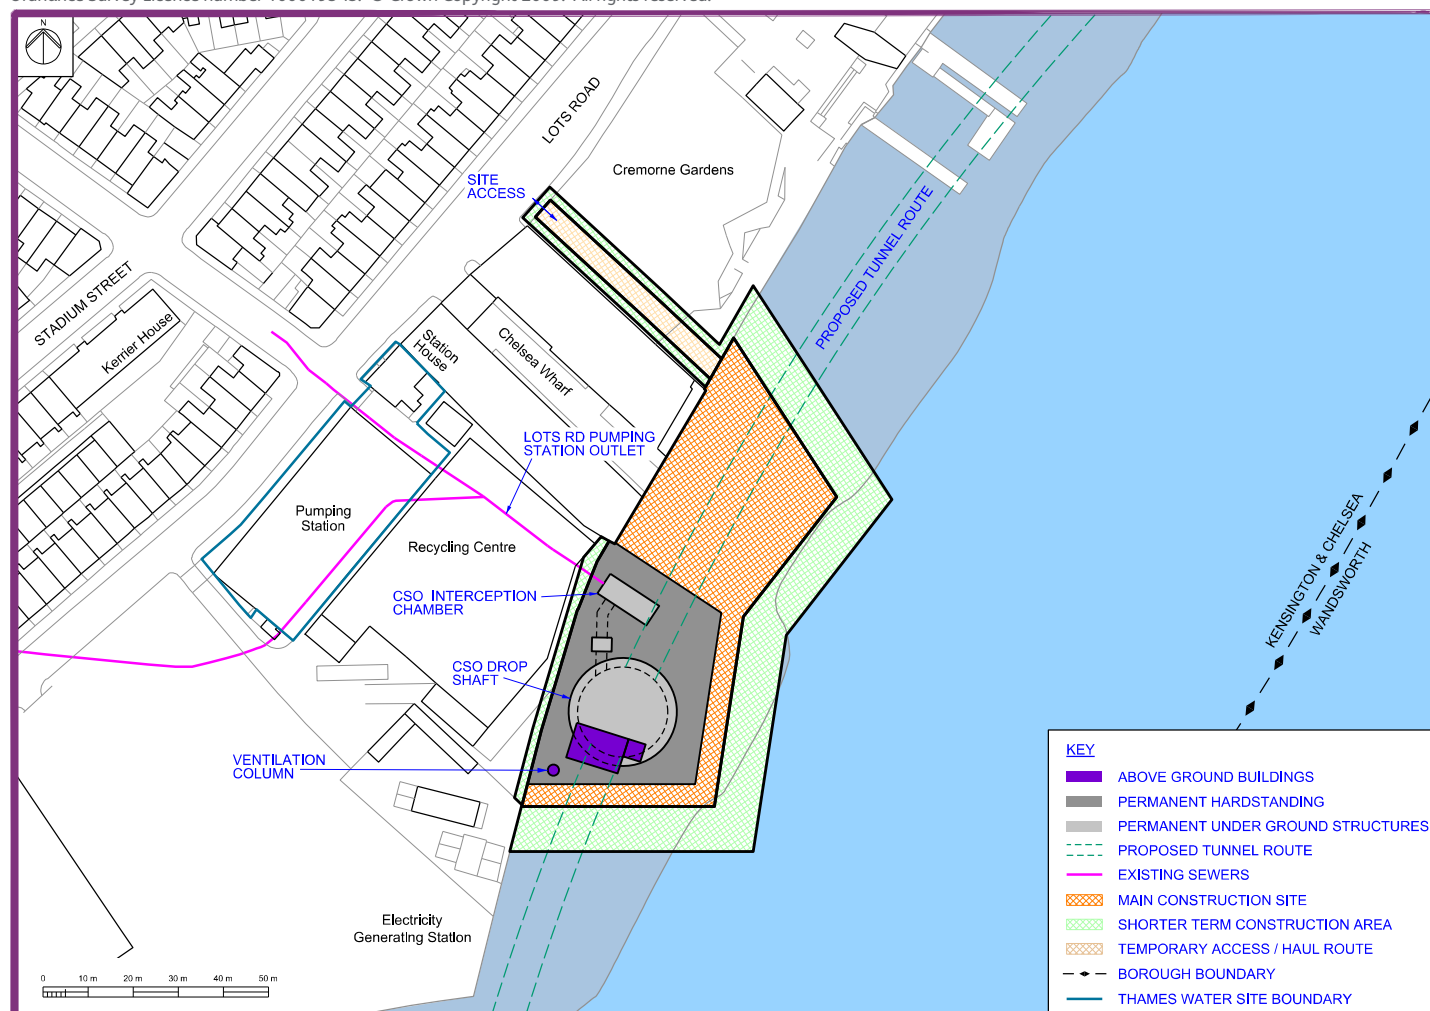 N
LOTS ROAD
Cremorne Gardens
SITE
ACCESS
PROPOSED TUNNEL ROUTE
STADIUM STREET
Kerrier House
Station
House
Chelsea Wharf
LOTS RD PUMPING
STATION OUTLET
Pumping
Station
Recycling Centre
CSO INTERCEPTION
CHAMBER
CSO DROP
SHAFT
VENTILATION
COLUMN
KENSINGTON & CHELSEA
WANDSWORTH
Electricity
Generating Station
0 10 m 20 m 30 m 40 m 50 m
KEY
ABOVE GROUND BUILDINGS
PERMANENT HARDSTANDING
PERMANENT UNDER GROUND STRUCTURES
PROPOSED TUNNEL ROUTE
EXISTING SEWERS
MAIN CONSTRUCTION SITE
SHORTER TERM CONSTRUCTION AREA
TEMPORARY ACCESS / HAUL ROUTE
BOROUGH BOUNDARY
THAMES WATER SITE BOUNDARY